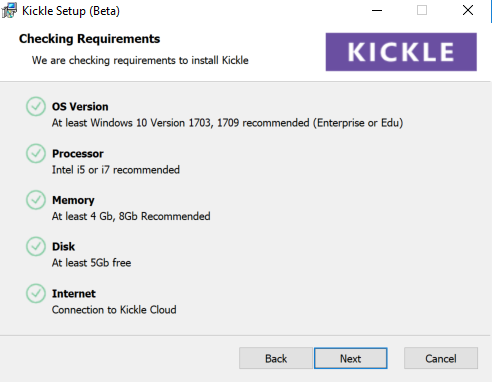 Kickle Setup (Beta)
Checking Requirements
We are checking requirements to install Kickle
KICKLE
OS Version
At least Windows 10 Version 1703, 1709 recommended (Enterprise or Edu)
Processor
Intel i5 or i7 recommended
Memory
At least 4 Gb, 8Gb Recommended
Disk
At least 5Gb free
Internet
Connection to Kickle Cloud
Back Next Cancel